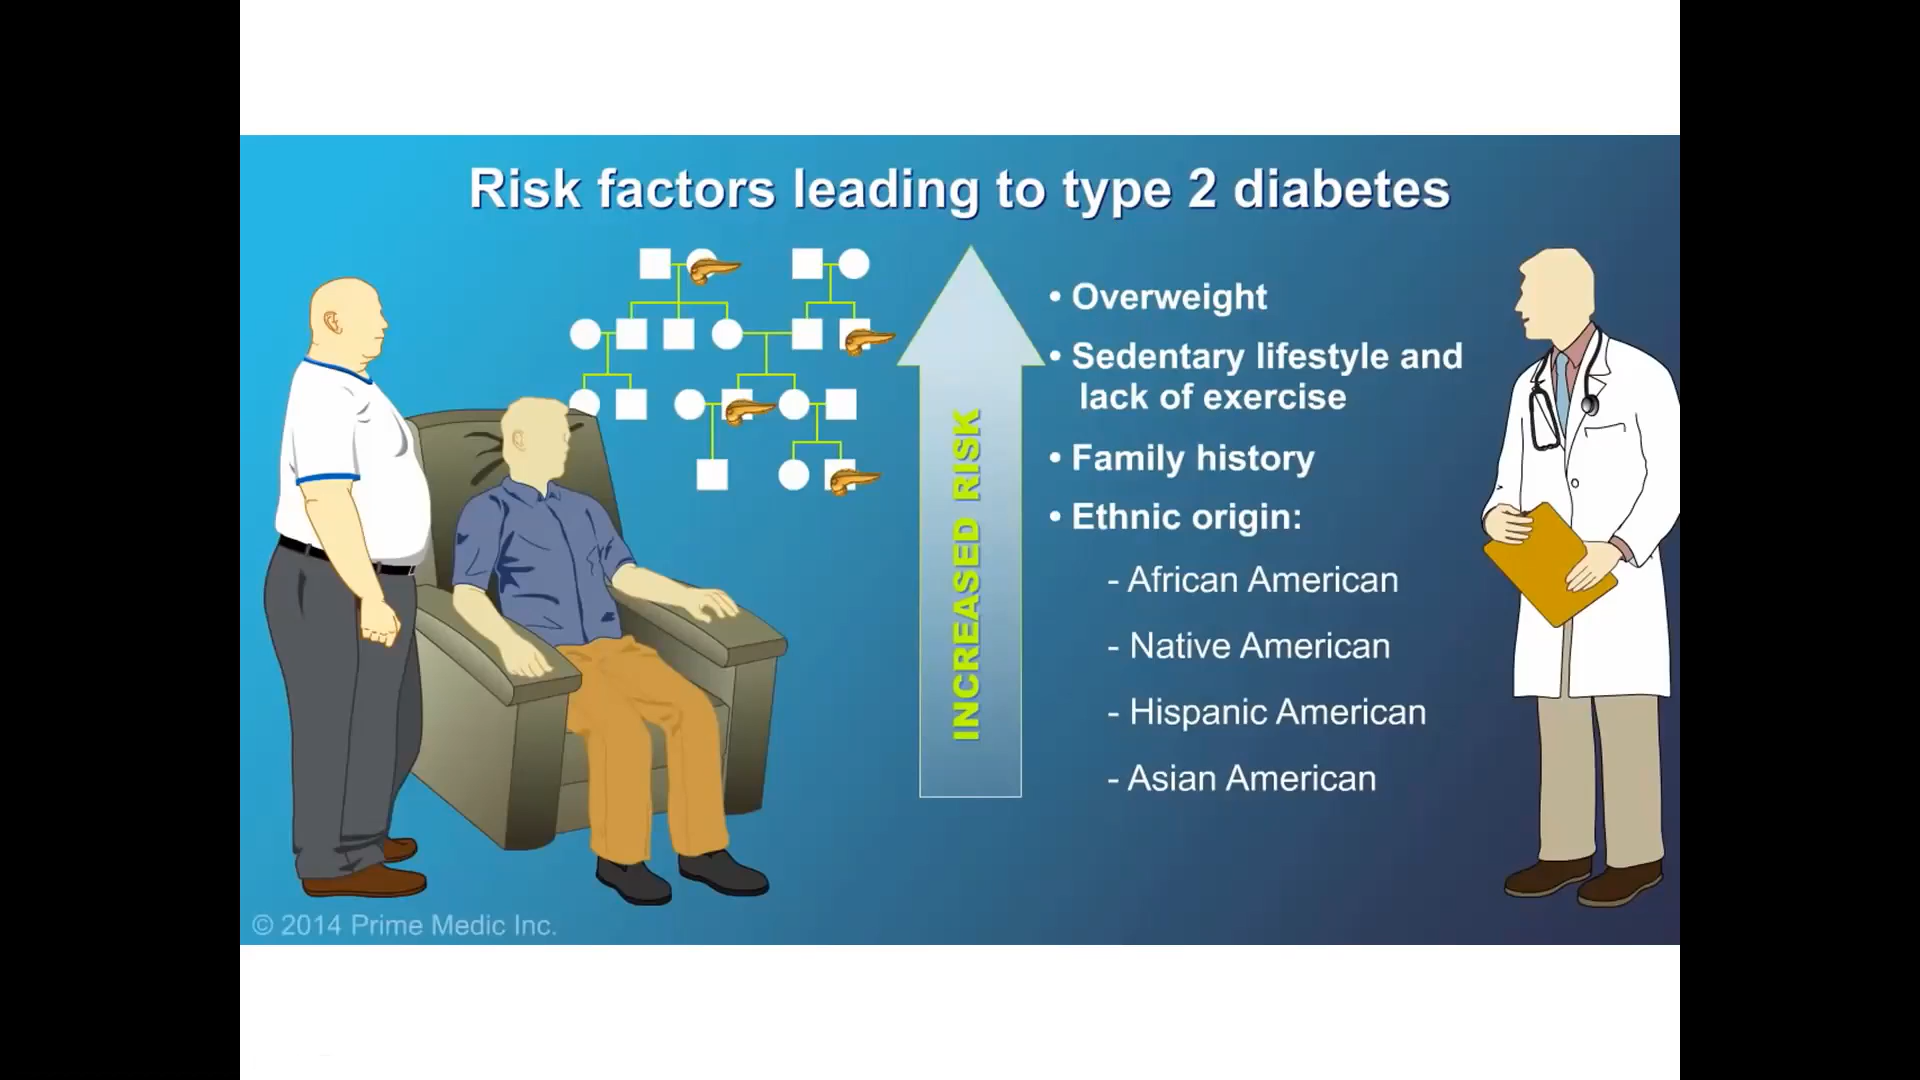 Risk factors leading to type 2 diabetes
INCREASED RISK
• Overweight
• Sedentary lifestyle and
lack of exercise
• Family history
• Ethnic origin:
- African American
- Native American
- Hispanic American
- Asian American
© 2014 Prime Medic Inc.